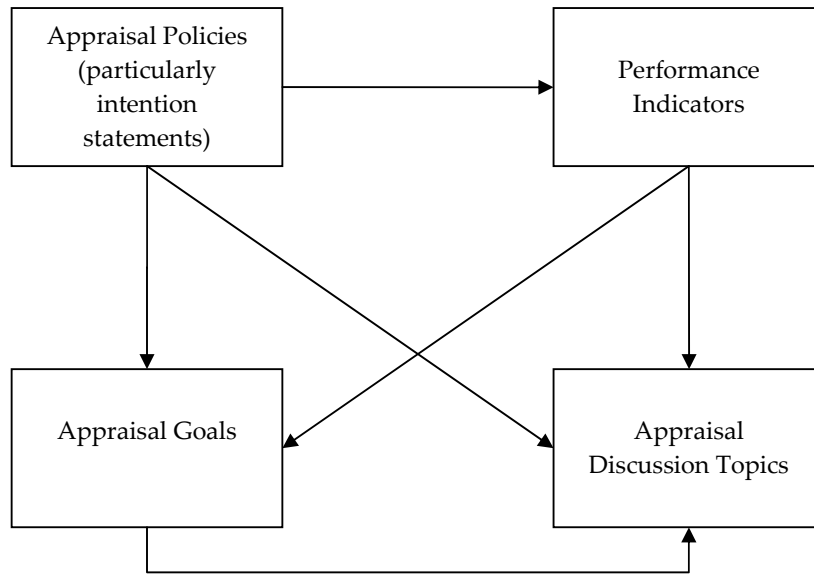 Appraisal Policies
(particularly
intention
statements)
Performance
Indicators
Appraisal Goals
Appraisal
Discussion Topics